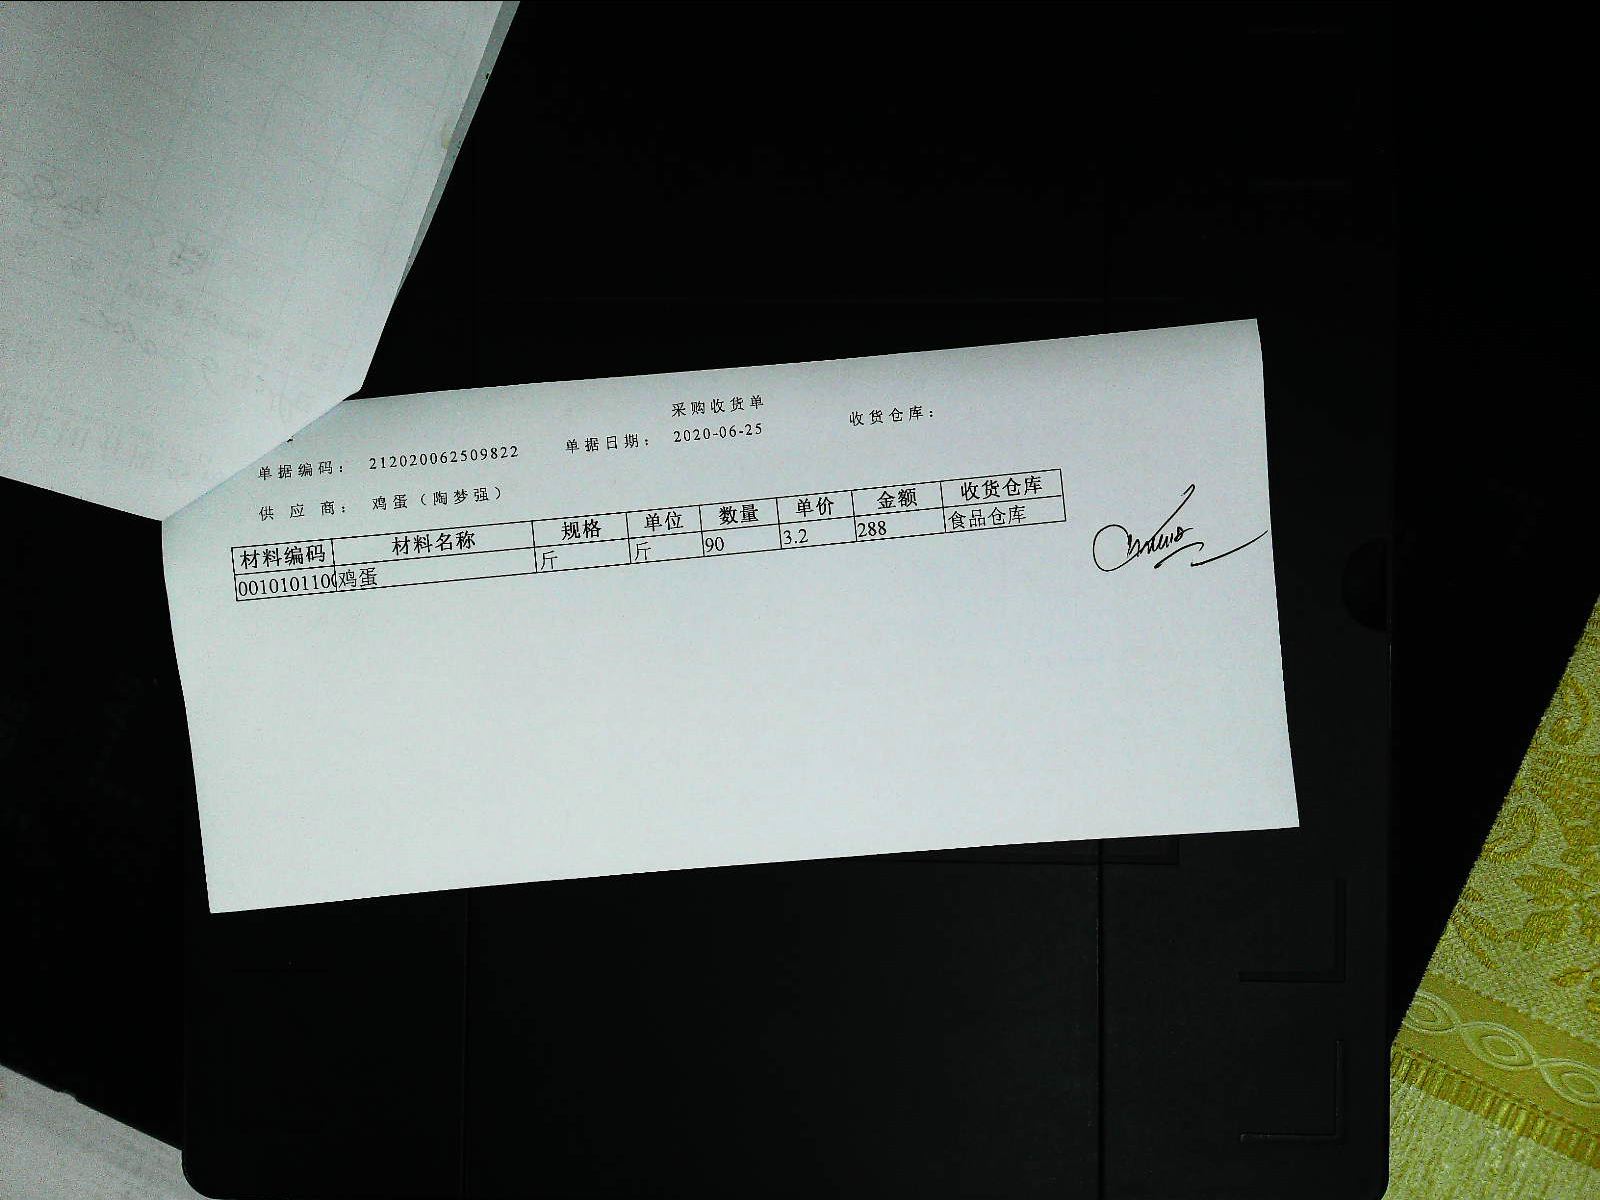 采购收货单
单据编码： 212020062509822 单据日期： 2020-06-25 收货仓库：
供应商： 鸡蛋（陶梦强）
材料编码 材料名称 规格 单位 数量 单价 金额 收货仓库
0010101100 鸡蛋 斤 斤 90 3.2 288 食品仓库